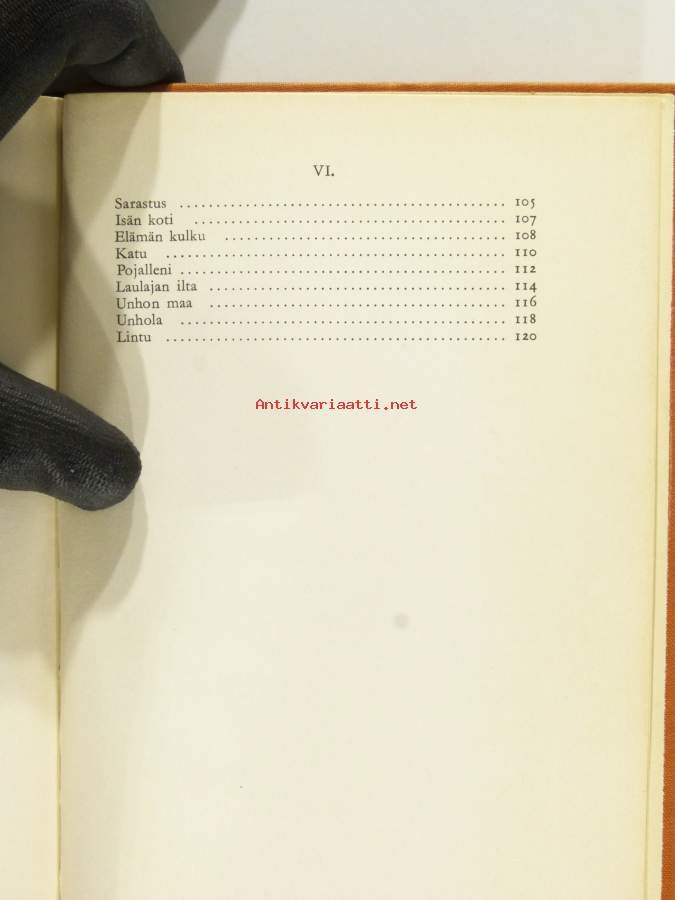 VI.
Sarastus ........................................... 105
Isän koti ......................................... 107
Elämän kulku ..................................... 108
Katu ............................................. 110
Pojalleni ........................................... 112
Laulajan ilta ....................................... 114
Unhon maa ....................................... 116
Unhola ........................................... 118
Lintu ............................................. 120
Antikvariaatti.net